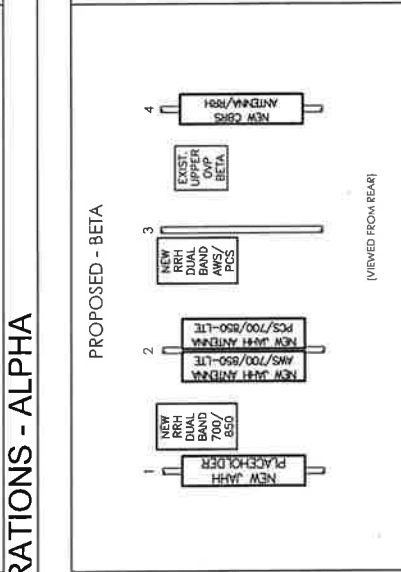 RATIONS - ALPHA
PROPOSED - BETA
1
NEW JAHH
PLACEHOLDER
NEW
RRH
DUAL
BAND
700/
850
2
NEW JAHH ANTENNA
AWS/700/850-LTE
NEW JAHH ANTENNA
PCS/700/850-LTE
NEW
RRH
DUAL
BAND
AWS/
PCS
3
EXIST.
UPPER
OVP
BETA
4
NEW CBRS
ANTENNA/RRH
(VIEWED FROM REAR)